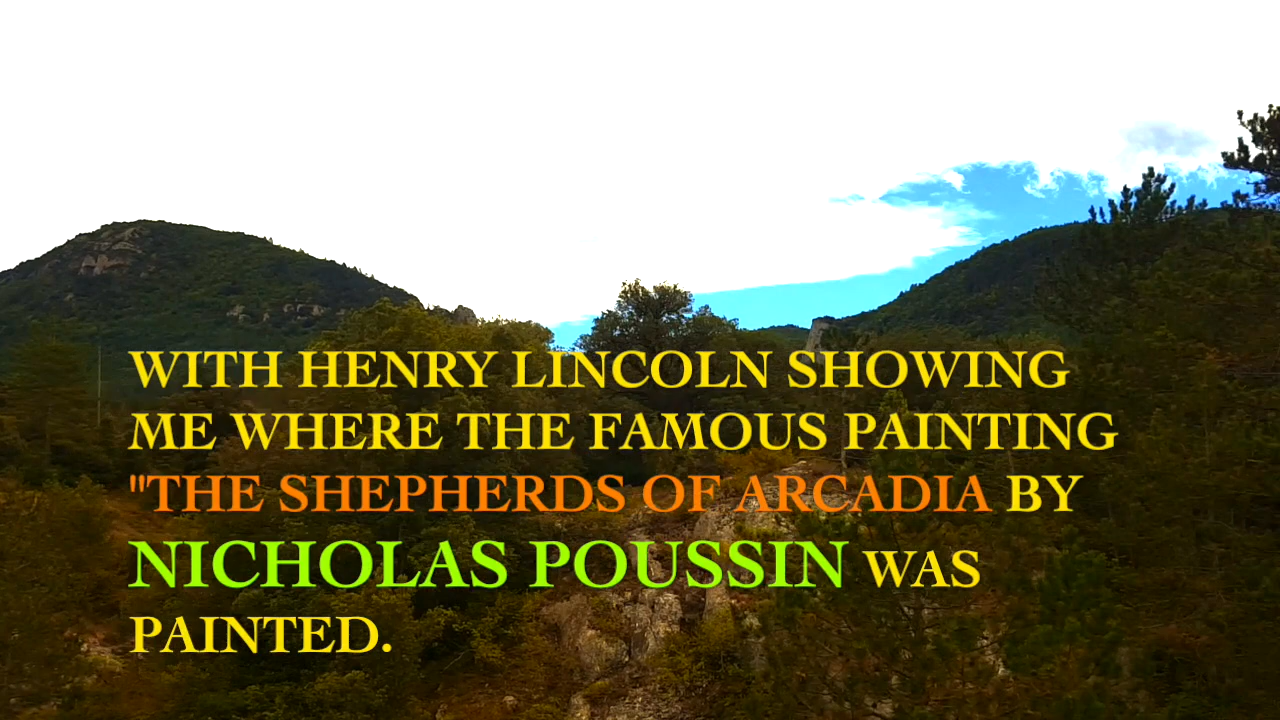 WITH HENRY LINCOLN SHOWING
ME WHERE THE FAMOUS PAINTING
"THE SHEPHERDS OF ARCADIA BY
NICHOLAS POUSSIN WAS
PAINTED.